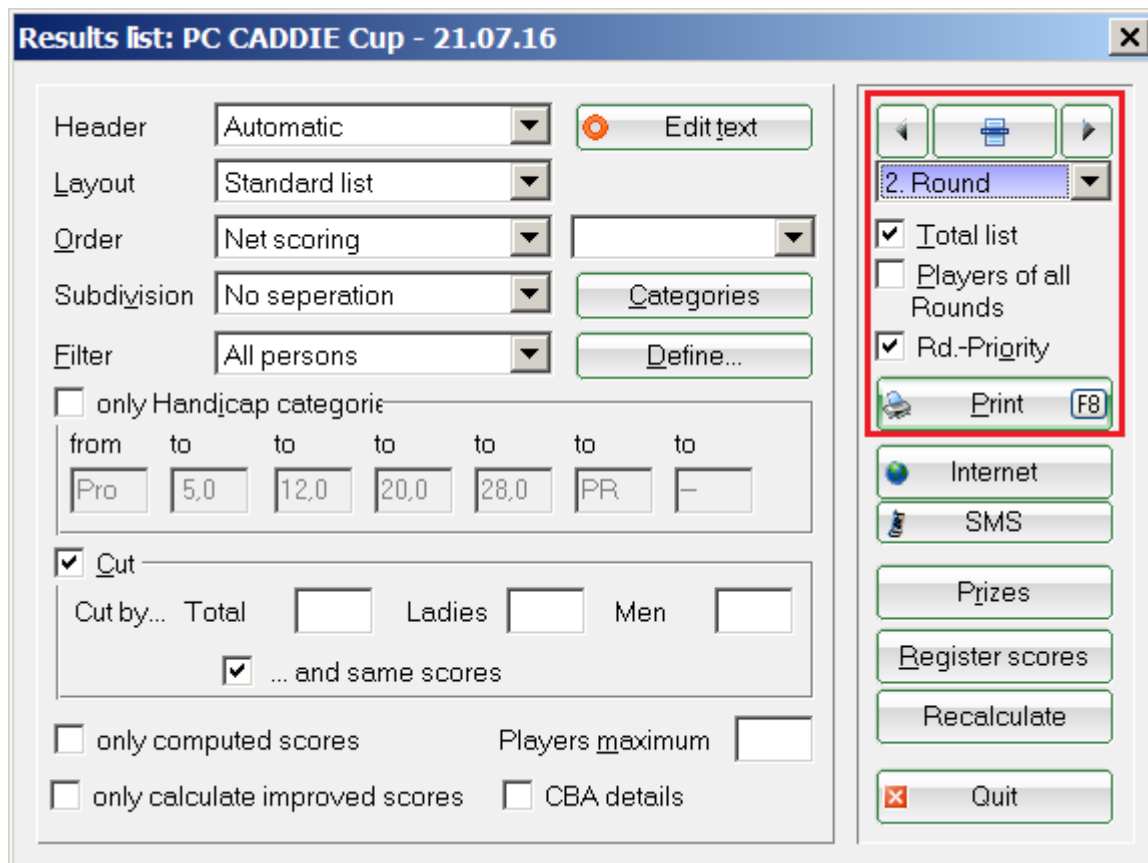 Results list: PC CADDIE Cup - 21.07.16
Header Automatic Edit text
Layout Standard list
Order Net scoring
Subdivision No seperation Categories
Filter All persons Define...
only Handicap categorie
from to to to to to to
Pro 5,0 12,0 20,0 28,0 PR –
Cut
Cut by... Total Ladies Men
... and same scores
only computed scores Players maximum
only calculate improved scores CBA details
2. Round
Total list
Players of all
Rounds
Rd.-Priority
Print F8
Internet
SMS
Prizes
Register scores
Recalculate
Quit